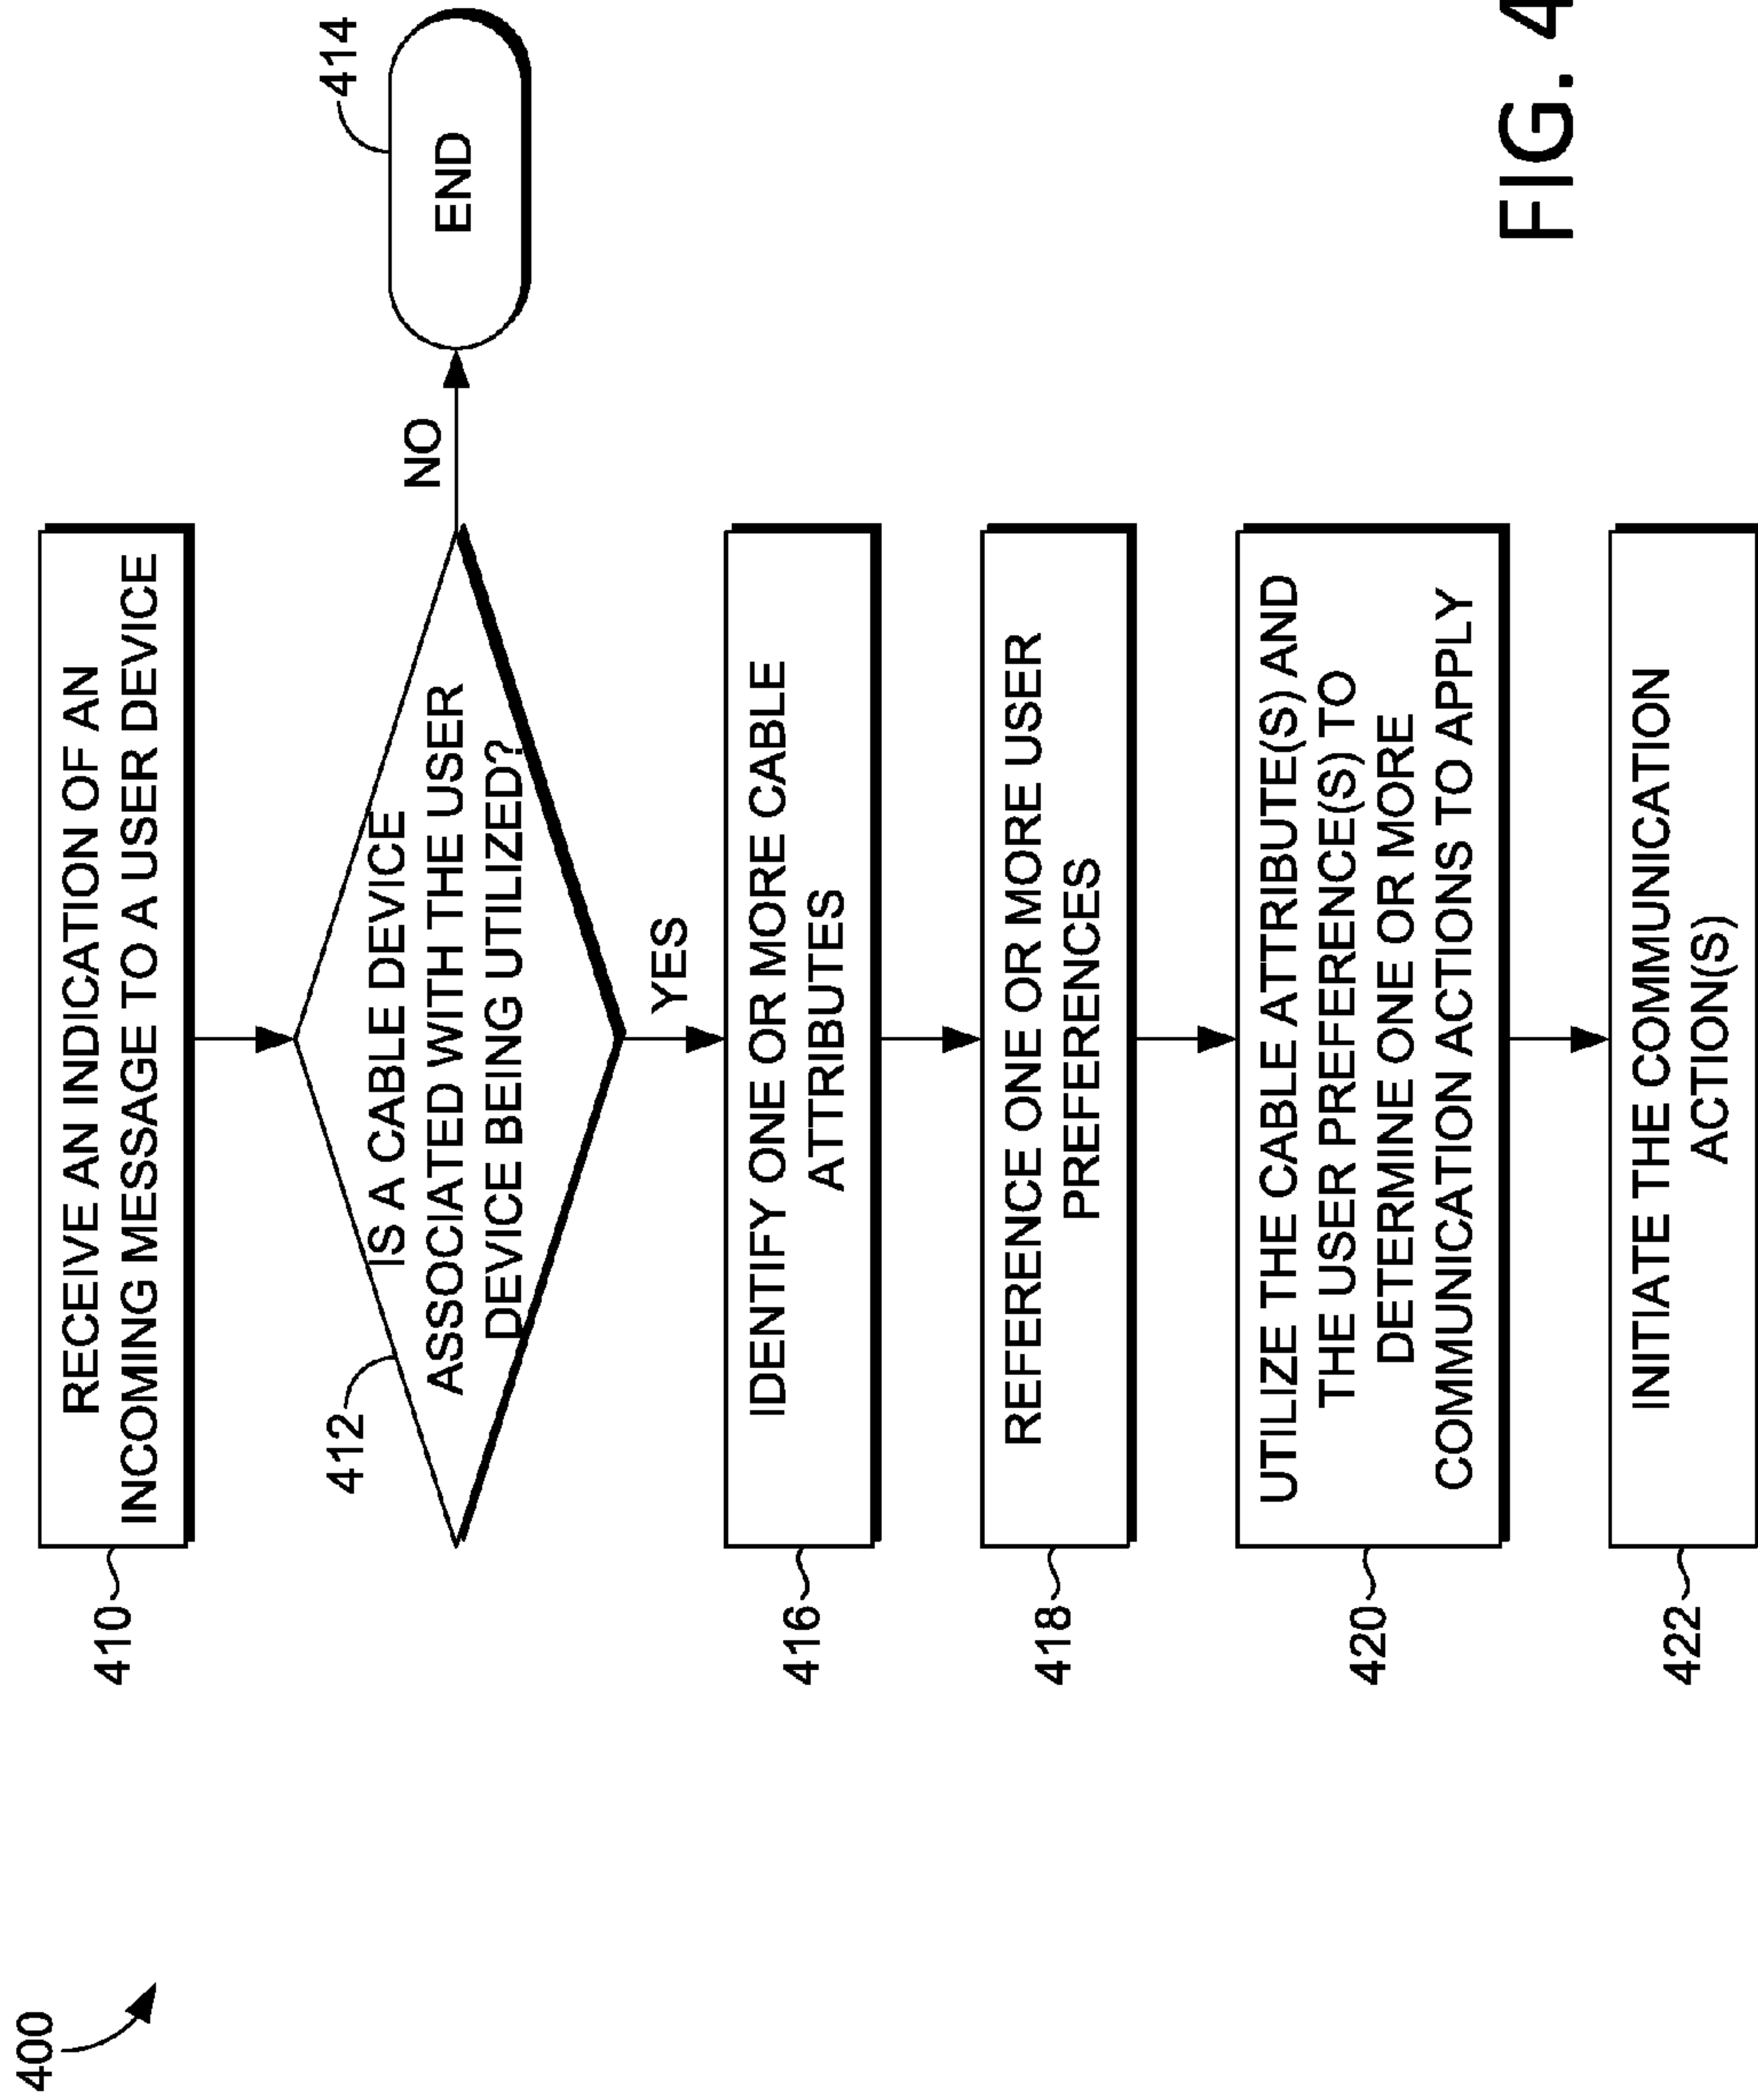 400
410
RECEIVE AN INDICATION OF AN
INCOMING MESSAGE TO A USER DEVICE
412
IS A CABLE DEVICE
ASSOCIATED WITH THE USER
DEVICE BEING UTILIZED?
NO
414
END
YES
416
IDENTIFY ONE OR MORE CABLE
ATTRIBUTES
418
REFERENCE ONE OR MORE USER
PREFERENCES
420
UTILIZE THE CABLE ATTRIBUTE(S) AND
THE USER PREFERENCE(S) TO
DETERMINE ONE OR MORE
COMMUNICATION ACTIONS TO APPLY
422
INITIATE THE COMMUNICATION
ACTION(S)
FIG. 4